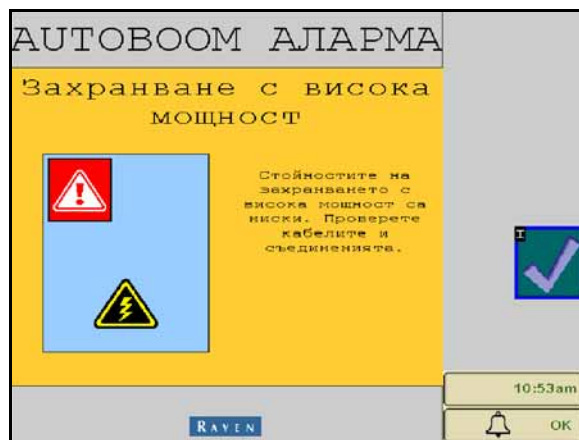 AUTOBOOM АЛАРМА
Захранване с висока
мощност
Стойностите на
захранването с
висока мощност са
ниски. Проверете
кабелите и
съединенията.
I
10:53am
RAVEN
OK